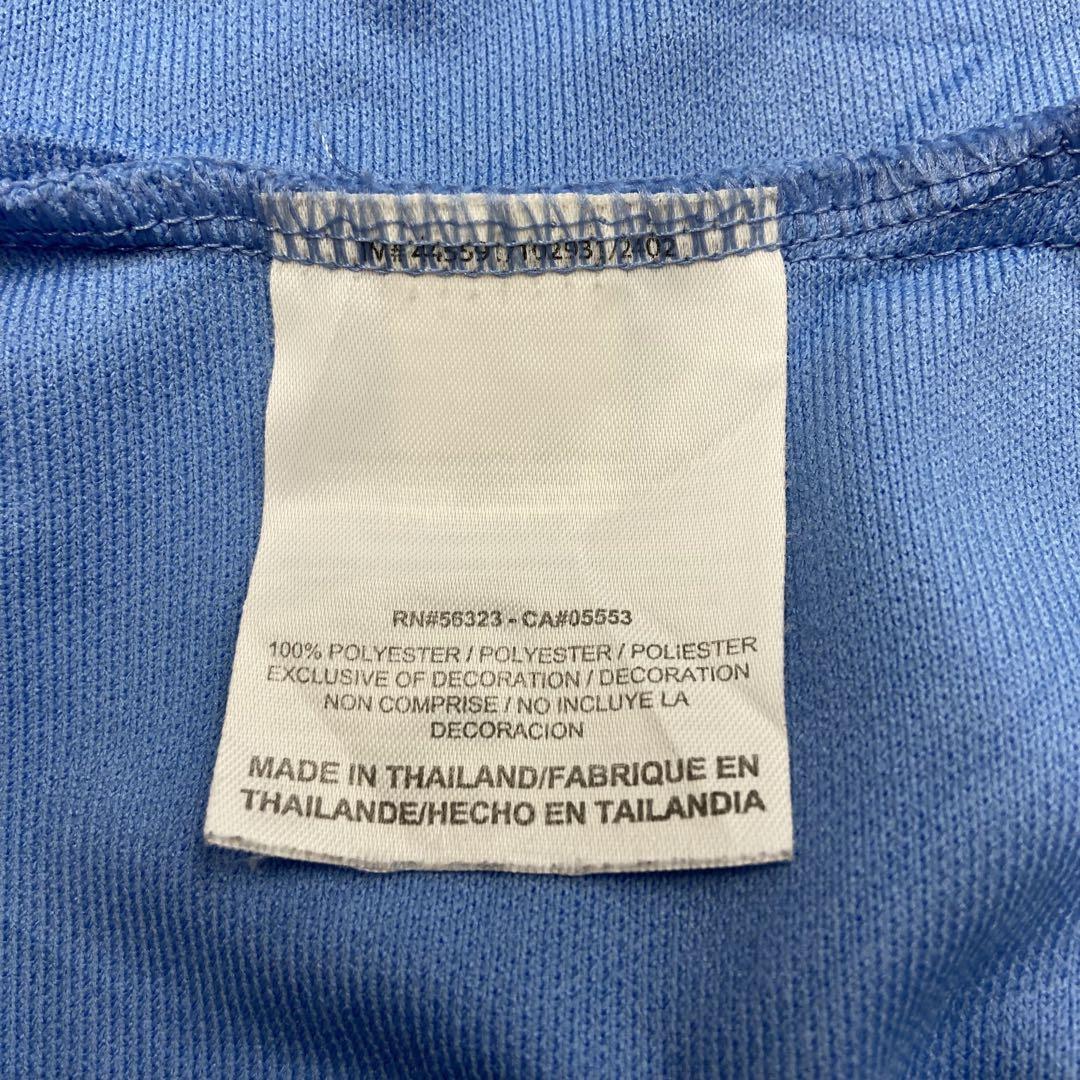 RN#56323 - CA#05553
100% POLYESTER / POLYESTER / POLIESTER
EXCLUSIVE OF DECORATION / DECORATION
NON COMPRISE / NO INCLUYE LA
DECORACION
MADE IN THAILAND/FABRIQUE EN
THAILANDE/HECHO EN TAILANDIA